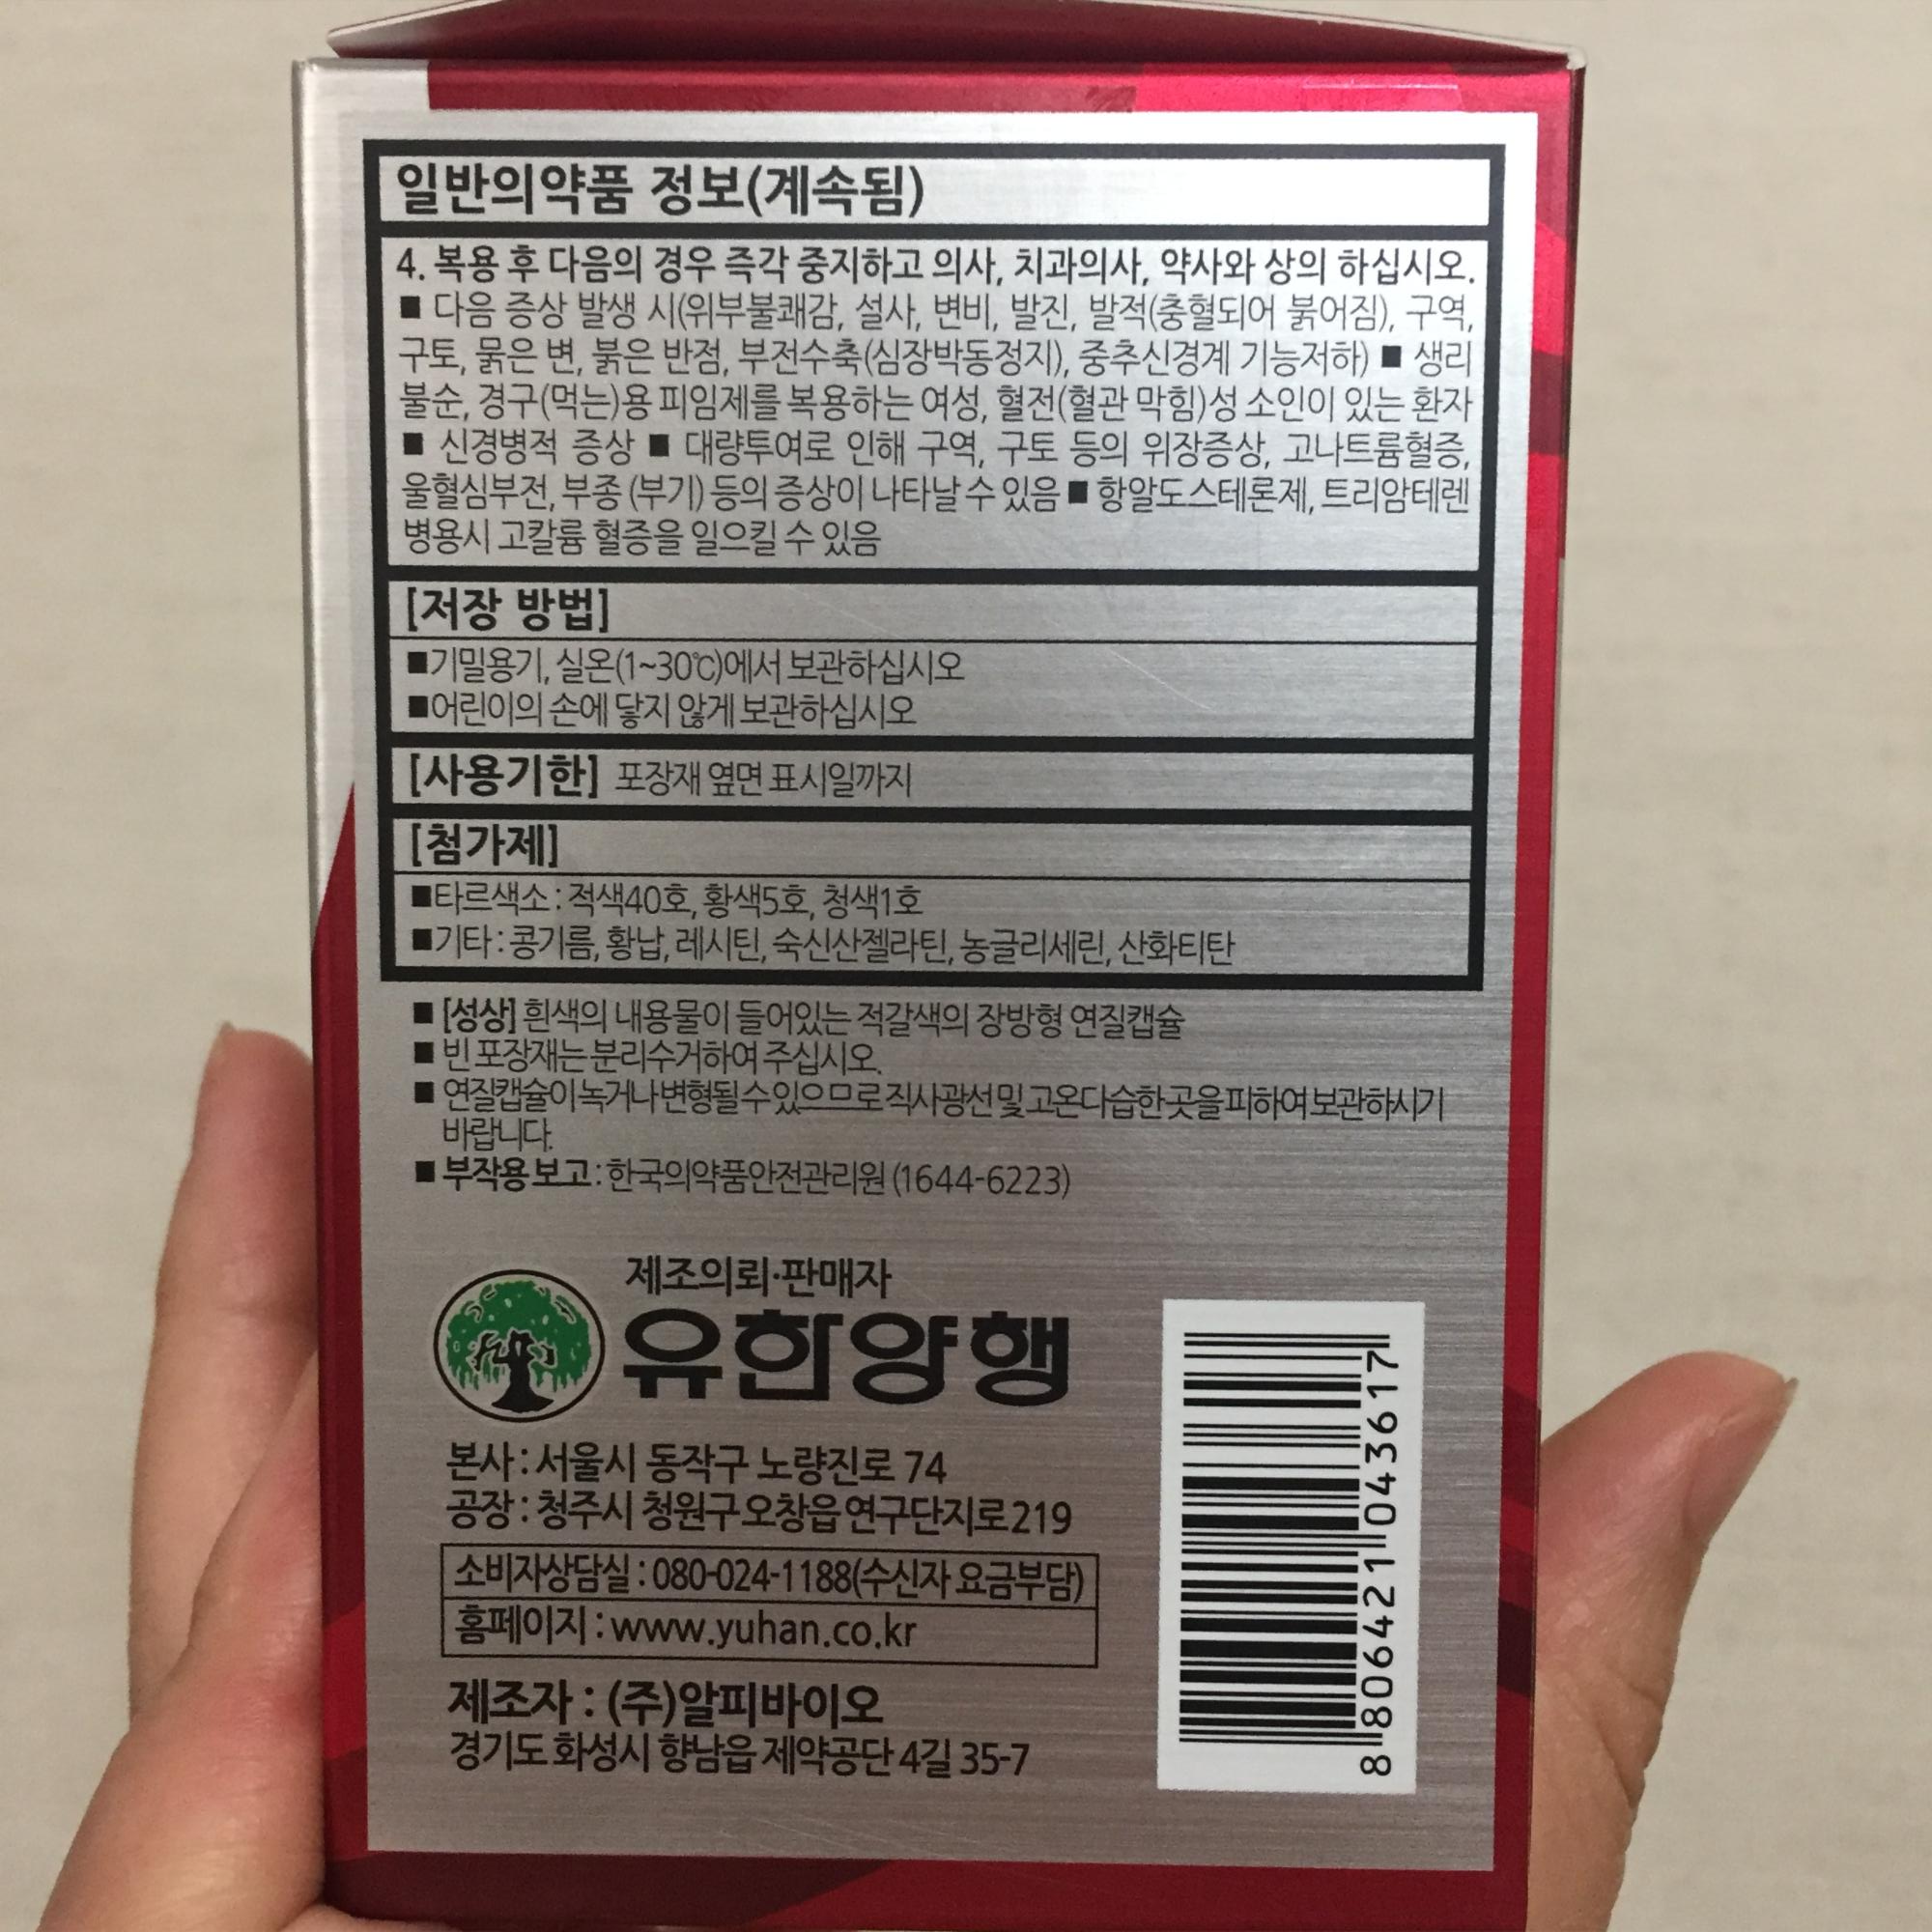 일반의약품 정보(계속됨)
4. 복용 후 다음의 경우 즉각 중지하고 의사, 치과의사, 약사와 상의 하십시오.
■ 다음 증상 발생 시(위부불쾌감, 설사, 변비, 발진, 발적(충혈되어 붉어짐), 구역,
구토, 묽은 변, 붉은 반점, 부전수축(심장박동정지), 중추신경계 기능저하) ■ 생리
불순, 경구(먹는)용 피임제를 복용하는 여성, 혈전(혈관 막힘)성 소인이 있는 환자
■ 신경병적 증상 ■ 대량투여로 인해 구역, 구토 등의 위장증상, 고나트륨혈증,
울혈심부전, 부종 (부기) 등의 증상이 나타날 수 있음 ■ 항알도스테론제, 트리암테렌
병용시 고칼륨 혈증을 일으킬 수 있음
[저장 방법]
■기밀용기, 실온(1~30℃)에서 보관하십시오
■어린이의 손에 닿지 않게 보관하십시오
[사용기한] 포장재 옆면 표시일까지
[첨가제]
■타르색소 : 적색40호, 황색5호, 청색1호
■기타 : 콩기름, 황납, 레시틴, 숙신산젤라틴, 농글리세린, 산화티탄
■ [성상] 흰색의 내용물이 들어있는 적갈색의 장방형 연질캡슐
■ 빈 포장재는 분리수거하여 주십시오.
■ 연질캡슐이 녹거나 변형될 수 있으므로 직사광선 및 고온다습한 곳을 피하여 보관하시기
바랍니다.
■ 부작용 보고 : 한국의약품안전관리원 (1644-6223)
제조의뢰·판매자
유한양행
본사 : 서울시 동작구 노량진로 74
공장 : 청주시 청원구 오창읍 연구단지로 219
소비자상담실 : 080-024-1188(수신자 요금부담)
홈페이지 : www.yuhan.co.kr
제조자 : (주)알피바이오
경기도 화성시 향남읍 제약공단 4길 35-7
8 806421 043617